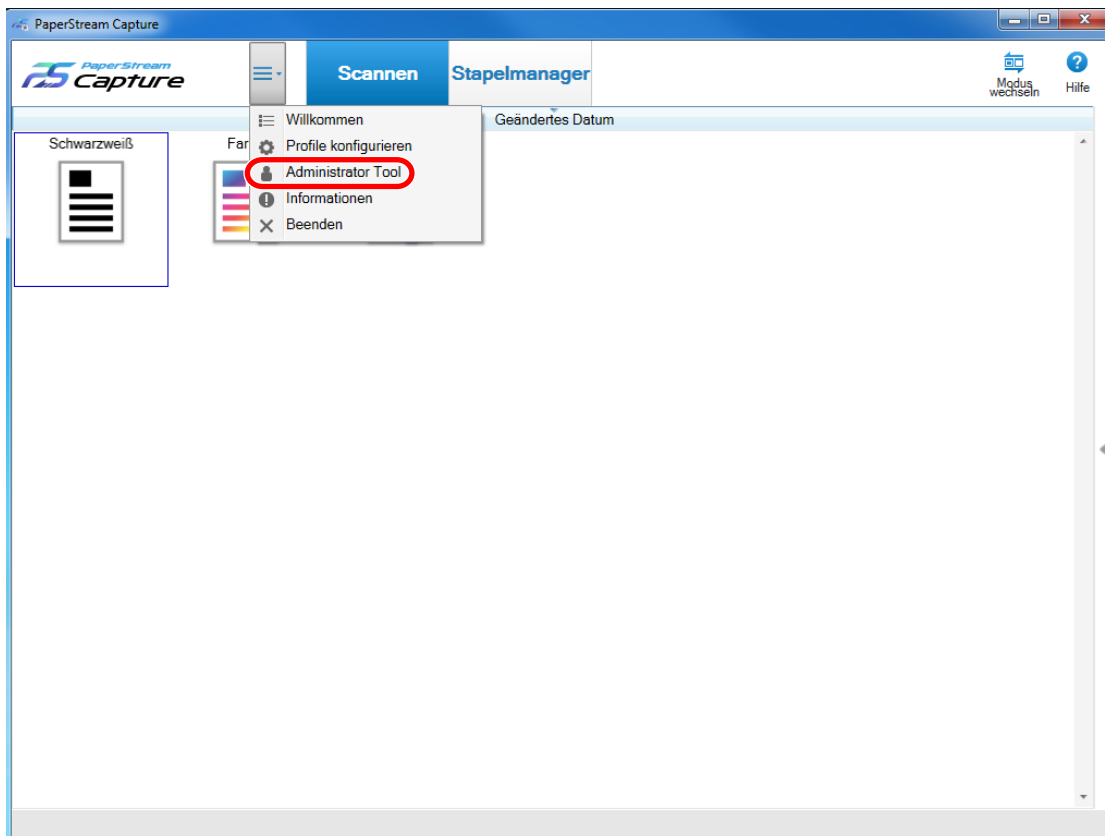 PaperStream Capture
PaperStream
Capture
Scannen
Stapelmanager
Modus
wechseln
Hilfe
Geändertes Datum
Willkommen
Profile konfigurieren
Administrator Tool
Informationen
Beenden
Schwarzweiß
Far